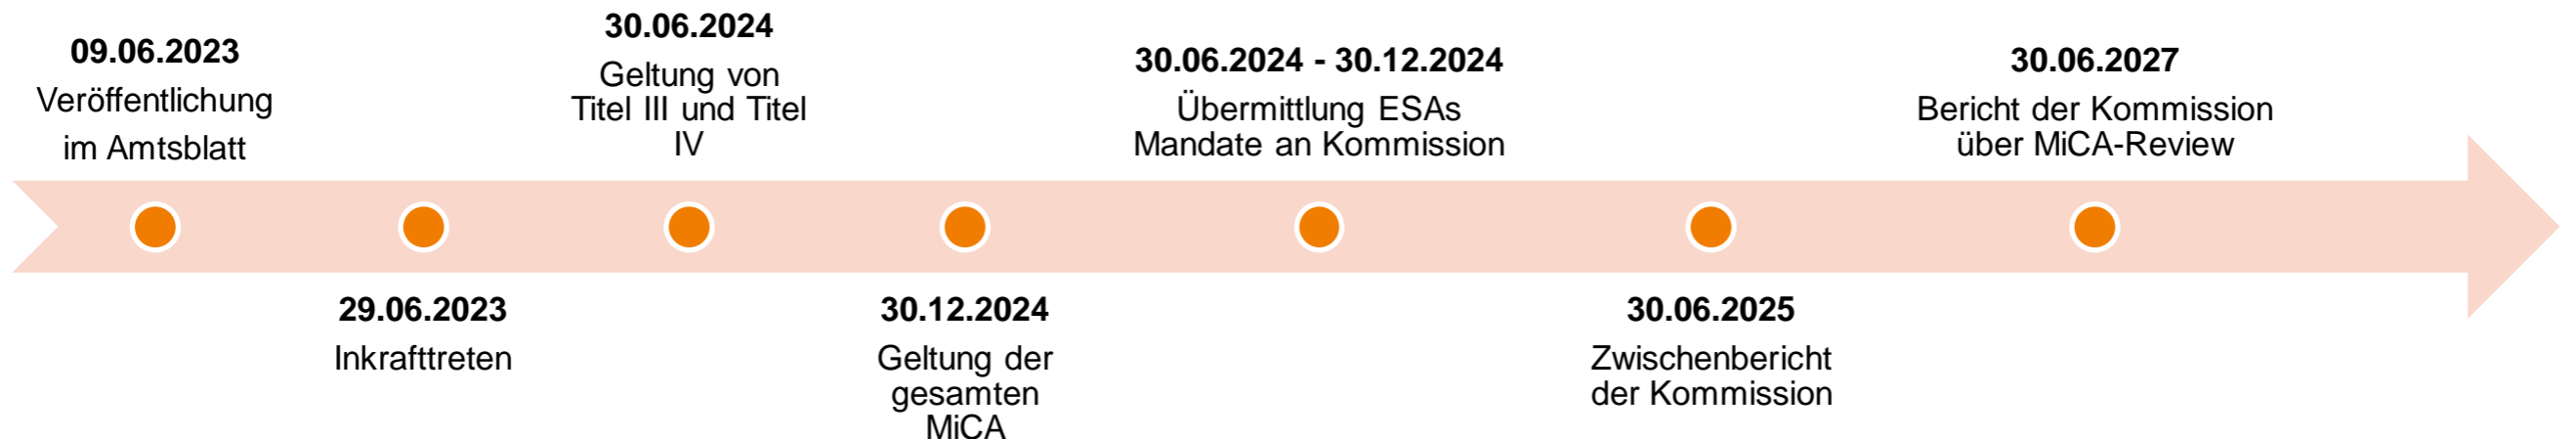 09.06.2023
Veröffentlichung
im Amtsblatt
29.06.2023
Inkrafttreten
30.06.2024
Geltung von
Titel III und Titel
IV
30.12.2024
Geltung der
gesamten
MiCA
30.06.2024 - 30.12.2024
Übermittlung ESAs
Mandate an Kommission
30.06.2025
Zwischenbericht
der Kommission
30.06.2027
Bericht der Kommission
über MiCA-Review